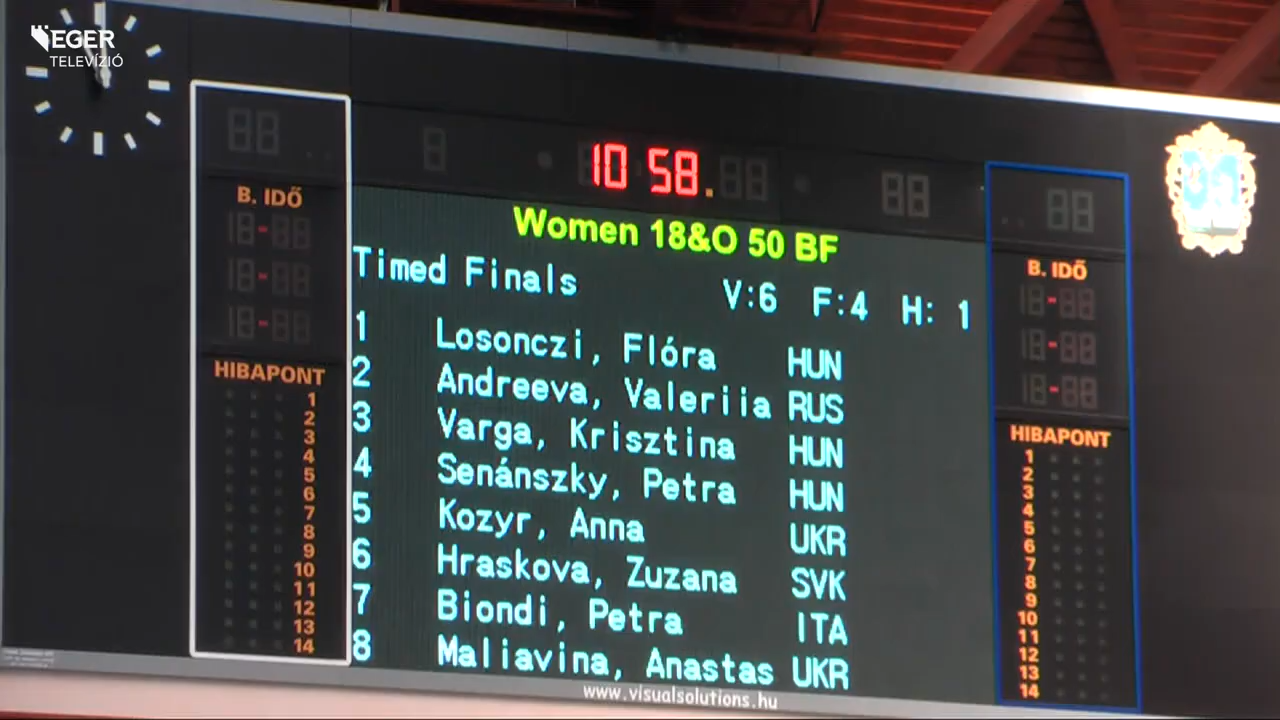 EGER
TELEVÍZIÓ
10 58.
Women 18&O 50 BF
Timed Finals V:6 F:4 H: 1
1 Losonczi, Flóra HUN
2 Andreeva, Valeriia RUS
3 Varga, Krisztina HUN
4 Senánszky, Petra HUN
5 Kozyr, Anna UKR
6 Hraskova, Zuzana SVK
7 Biondi, Petra ITA
8 Maliavina, Anastas UKR
www.visualsolutions.hu
B. IDŐ
HIBAPONT
1
2
3
4
5
6
7
8
9
10
11
12
13
14
B. IDŐ
HIBAPONT
1
2
3
4
5
6
7
8
9
10
11
12
13
14